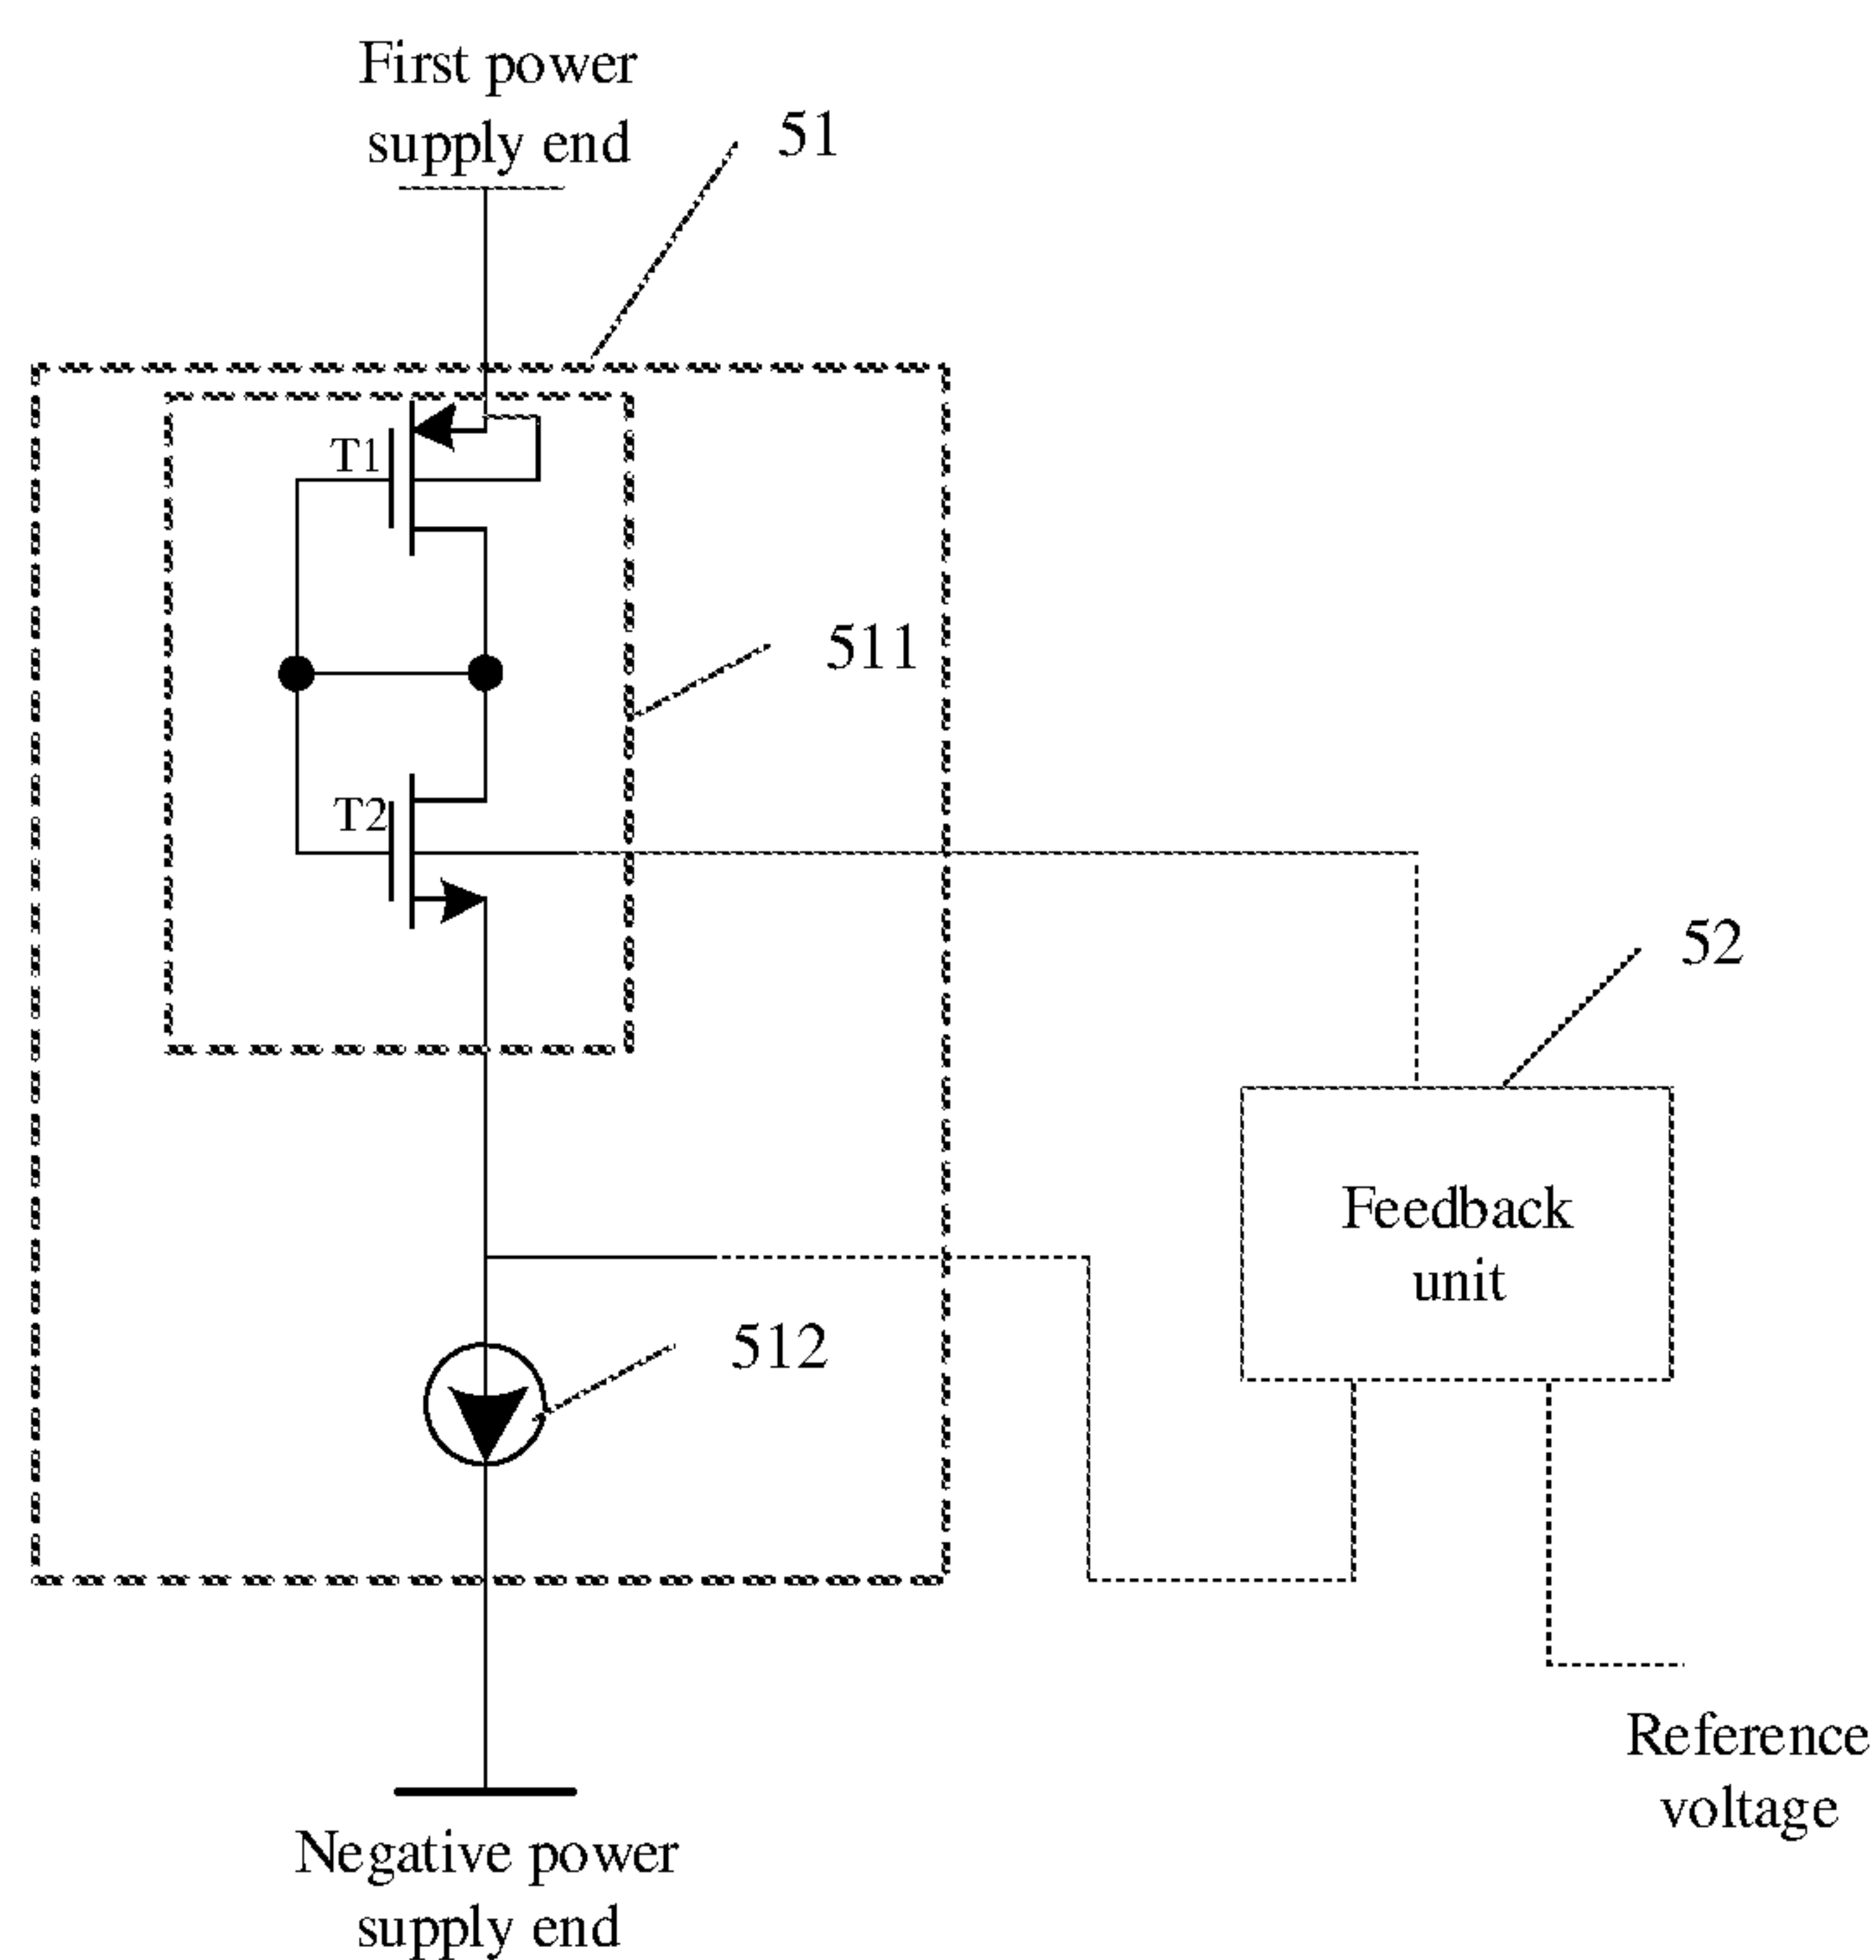 First power
supply end
51
T1
511
T2
52
Feedback
unit
512
Reference
voltage
Negative power
supply end